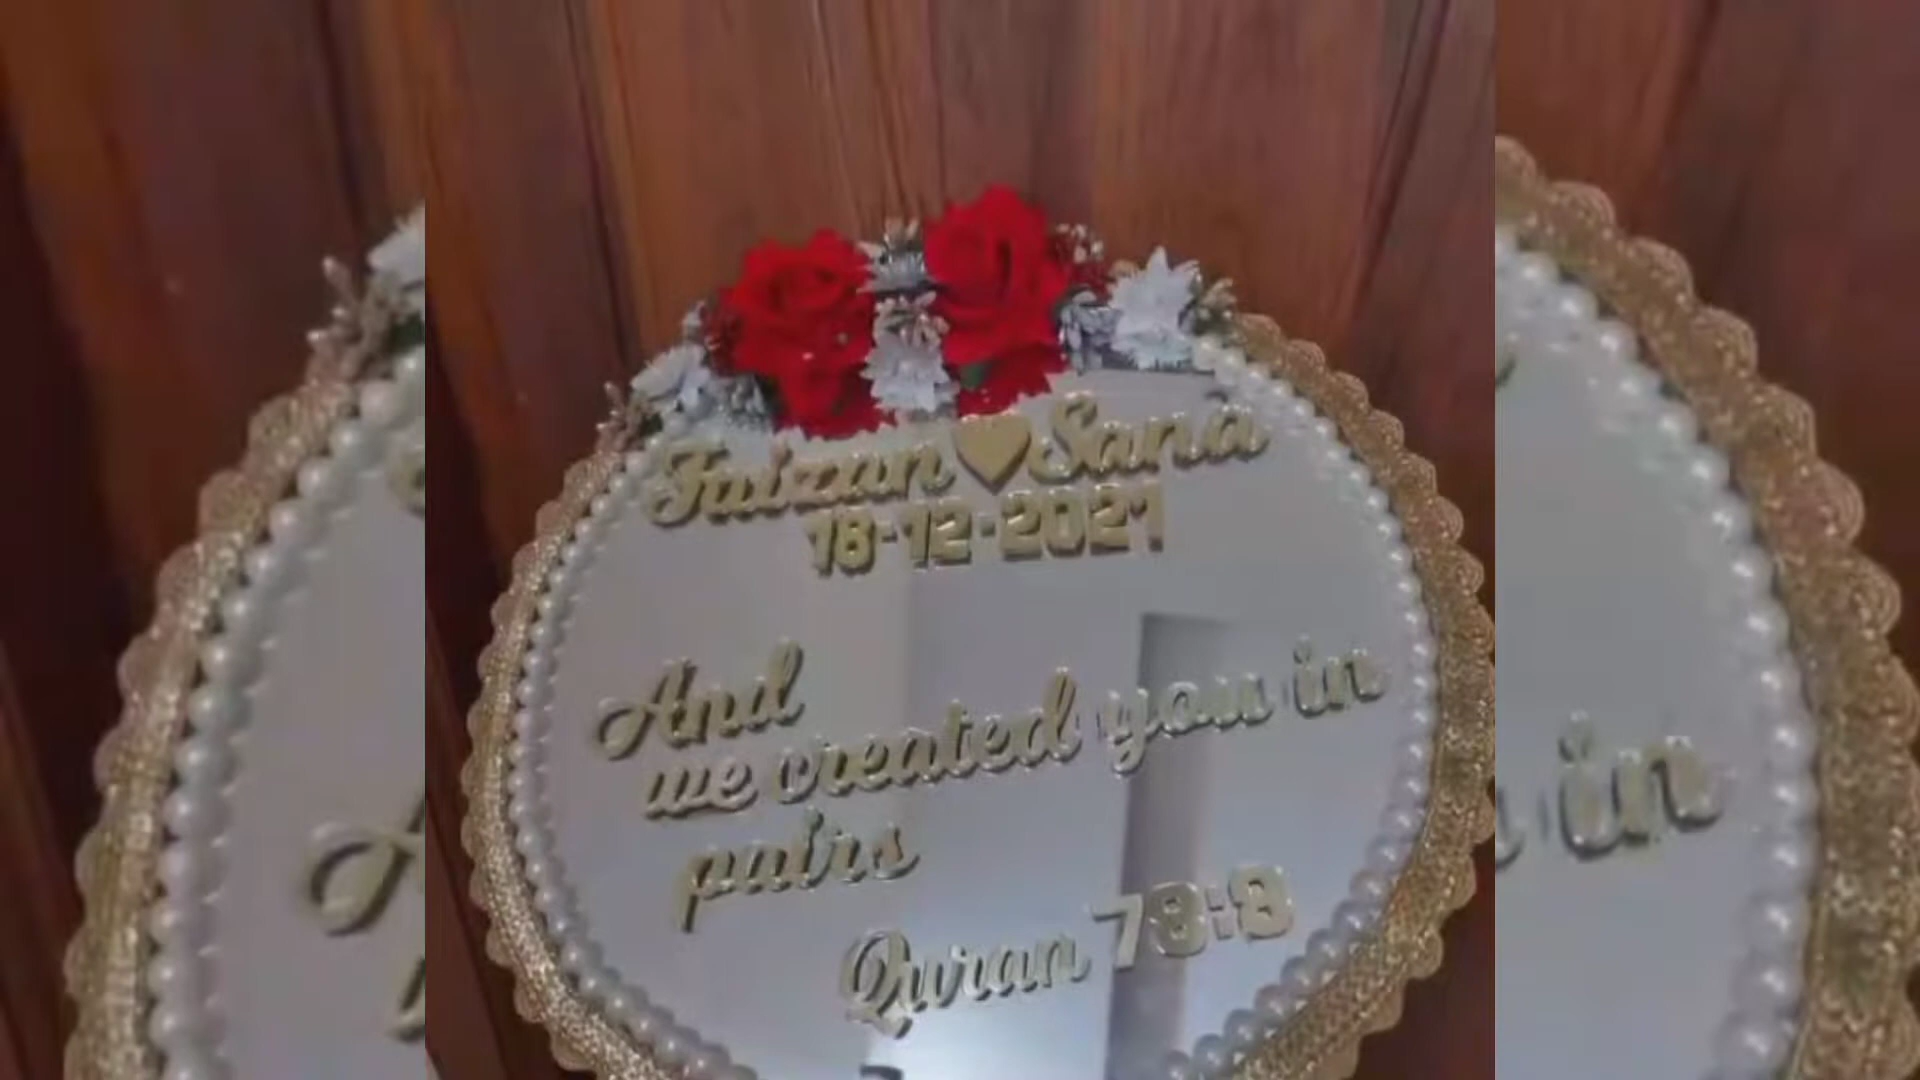 Faizan ♥ Sana
18-12-2021
And
we created you in
pairs
Quran 78:8